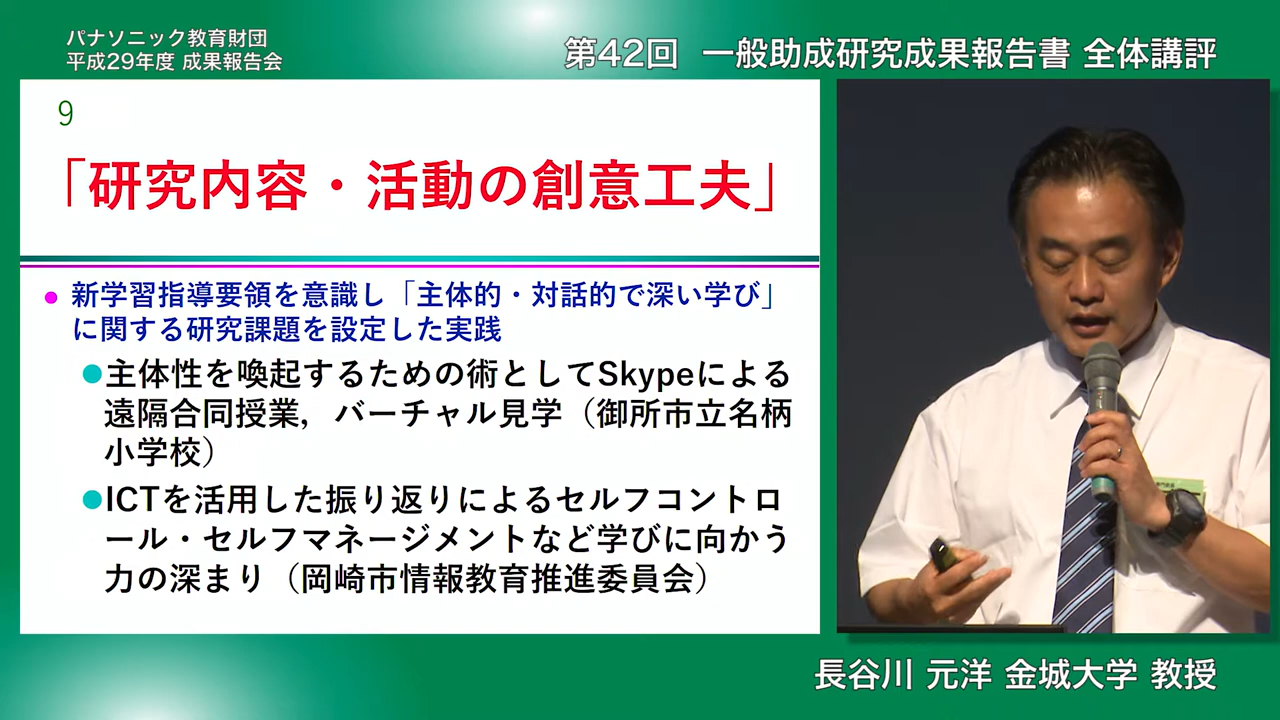 パナソニック教育財団
平成29年度 成果報告会
第42回 一般助成研究成果報告書 全体講評
9
「研究内容・活動の創意工夫」
● 新学習指導要領を意識し「主体的・対話的で深い学び」
に関する研究課題を設定した実践
●主体性を喚起するための術としてSkypeによる
遠隔合同授業，バーチャル見学（御所市立名柄
小学校）
●ICTを活用した振り返りによるセルフコントロ
ール・セルフマネージメントなど学びに向かう
力の深まり（岡崎市情報教育推進委員会）
長谷川 元洋 金城大学 教授